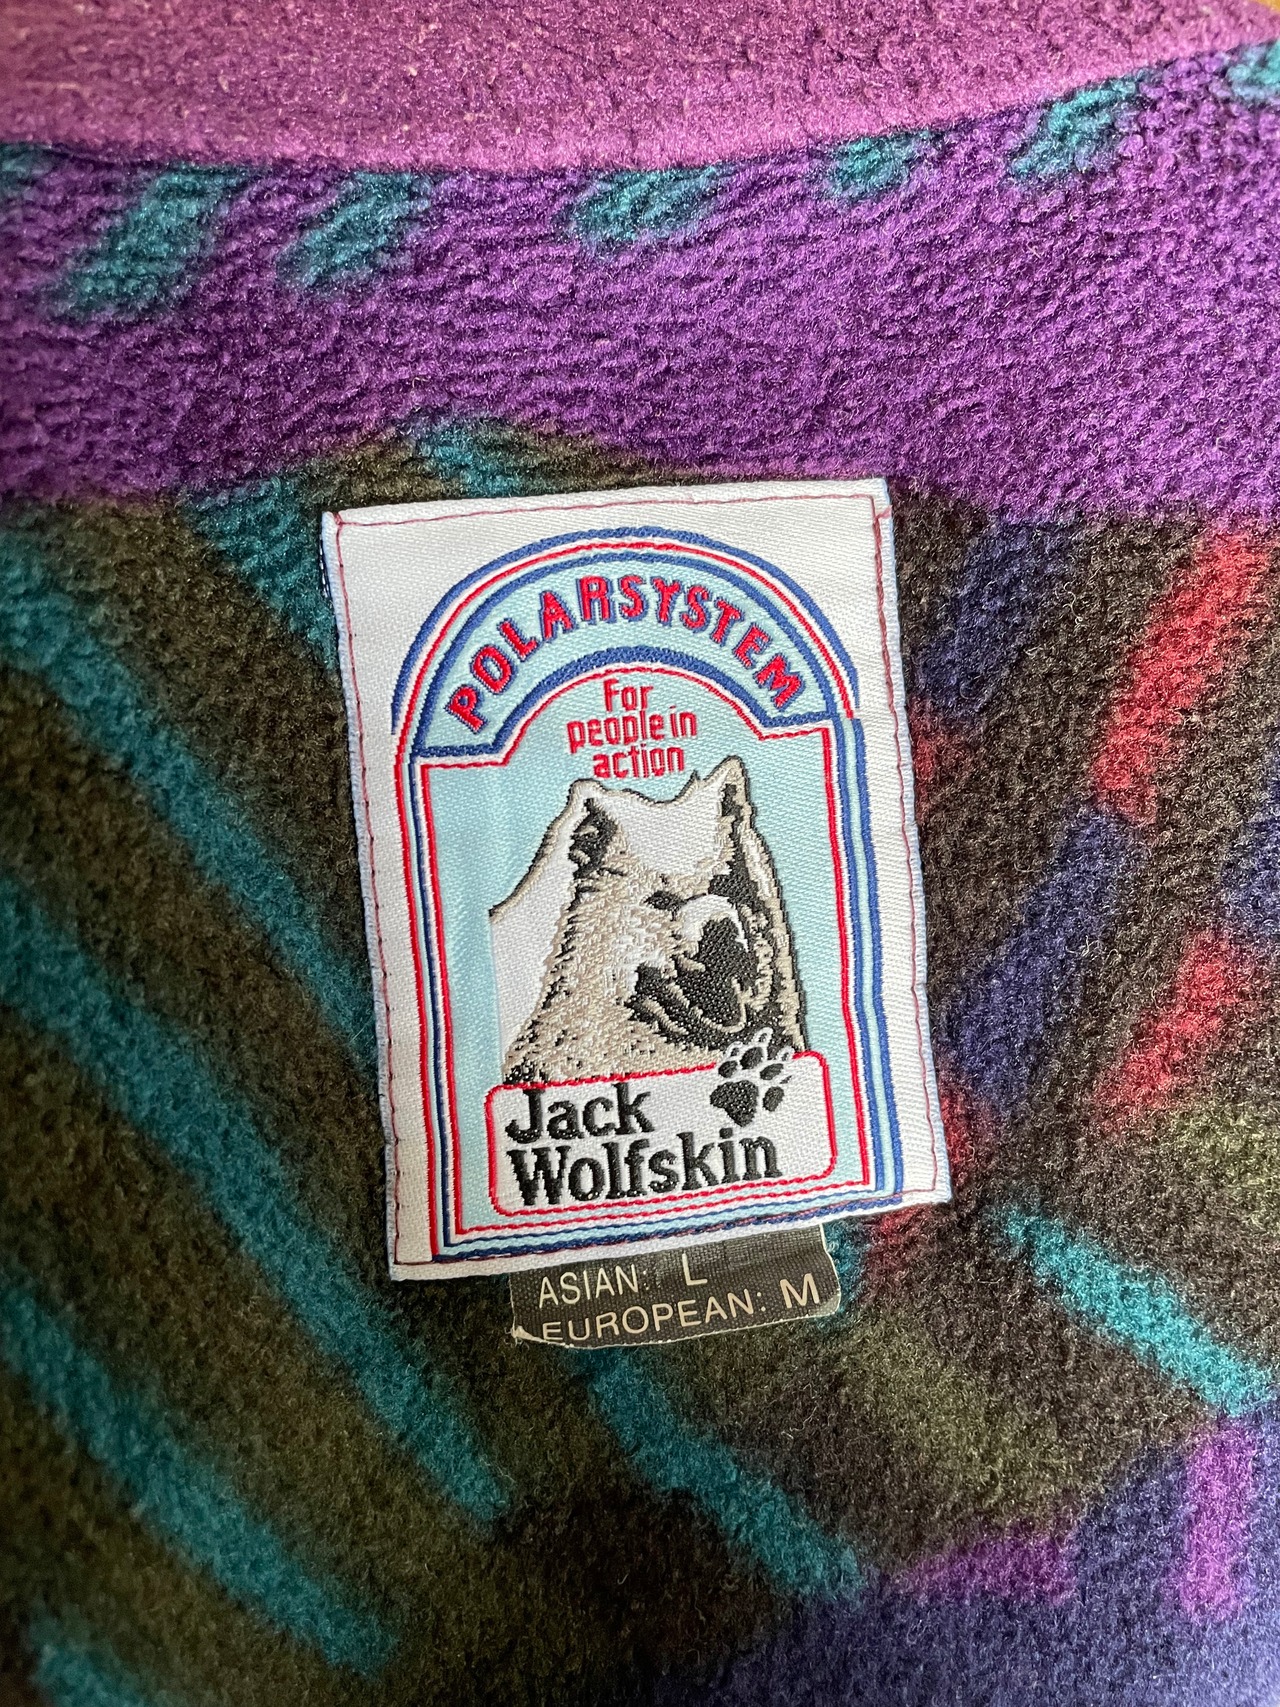 POLARSYSTEM
For
people in
action
Jack
Wolfskin
ASIAN: L
EUROPEAN: M